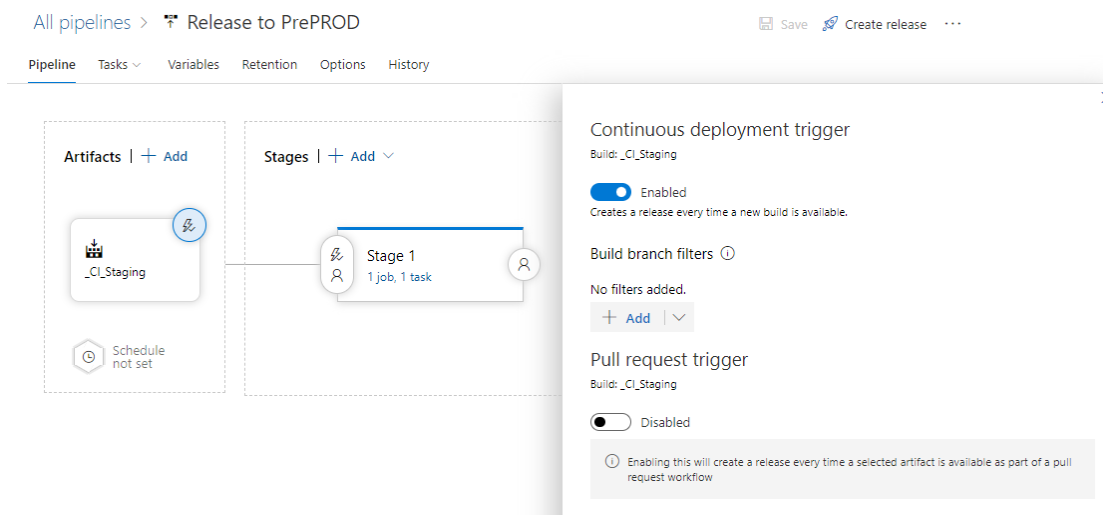 All pipelines > Release to PrePROD
Save Create release ...
Pipeline Tasks Variables Retention Options History
Artifacts | + Add
Stages | + Add
_CI_Staging
Schedule
not set
Stage 1
1 job, 1 task
Continuous deployment trigger
Build: _CI_Staging
Enabled
Creates a release every time a new build is available.
Build branch filters
No filters added.
+ Add
Pull request trigger
Build: _CI_Staging
Disabled
Enabling this will create a release every time a selected artifact is available as part of a pull
request workflow